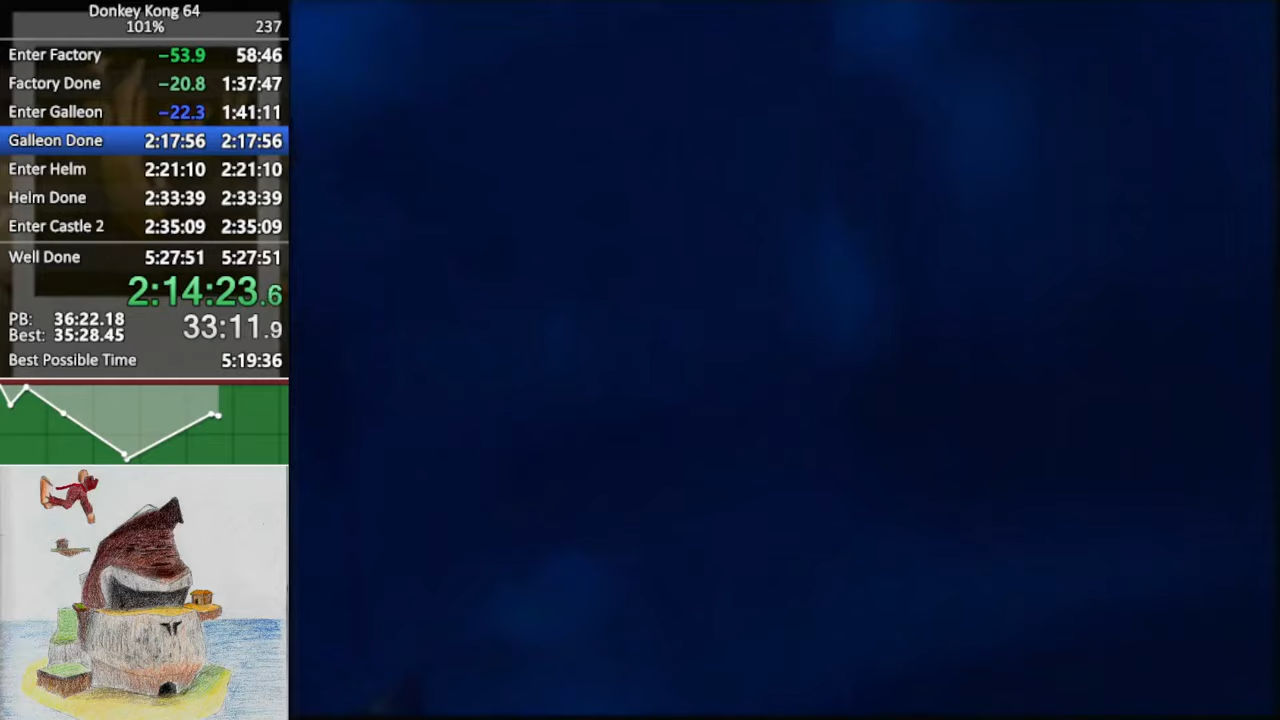 Donkey Kong 64
101% 237
Enter Factory −53.9 58:46
Factory Done −20.8 1:37:47
Enter Galleon −22.3 1:41:11
Galleon Done 2:17:56 2:17:56
Enter Helm 2:21:10 2:21:10
Helm Done 2:33:39 2:33:39
Enter Castle 2 2:35:09 2:35:09
Well Done 5:27:51 5:27:51
2:14:23.6
PB: 36:22.18 33:11.9
Best: 35:28.45
Best Possible Time 5:19:36